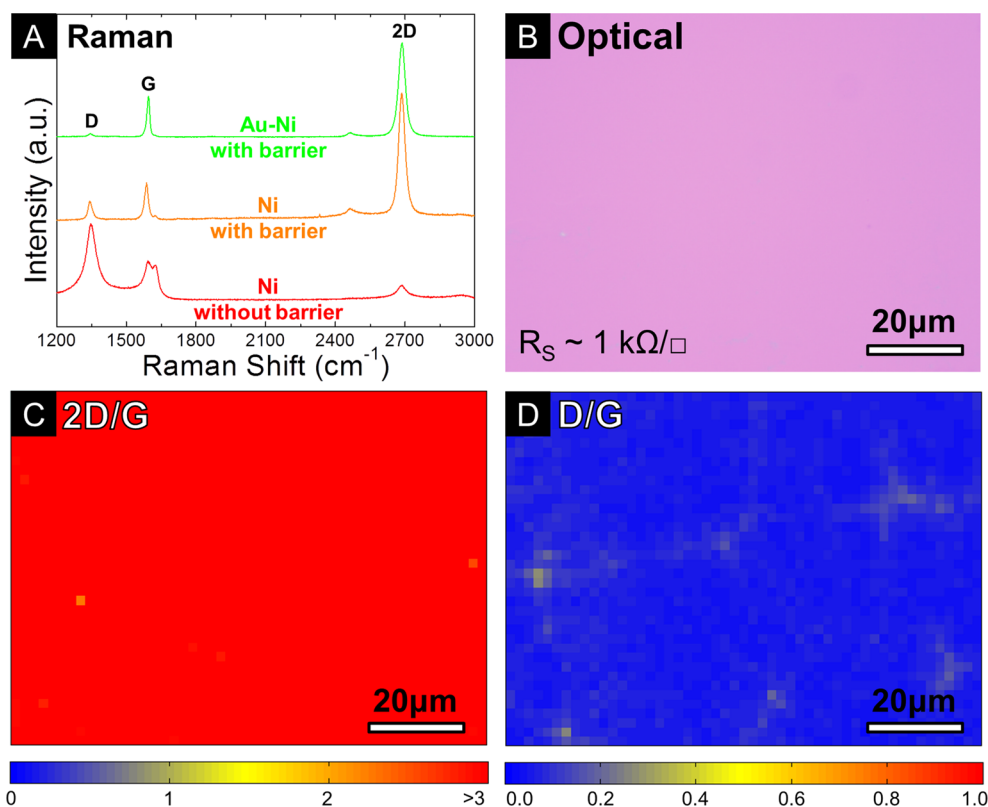 A Raman
2D
G
D
Au-Ni
with barrier
Ni
with barrier
Ni
without barrier
Intensity (a.u.)
1200 1500 1800 2100 2400 2700 3000
Raman Shift (cm-1)
B Optical
RS ~ 1 kΩ/□
20μm
C 2D/G
20μm
0 1 2 >3
D D/G
20μm
0.0 0.2 0.4 0.6 0.8 1.0